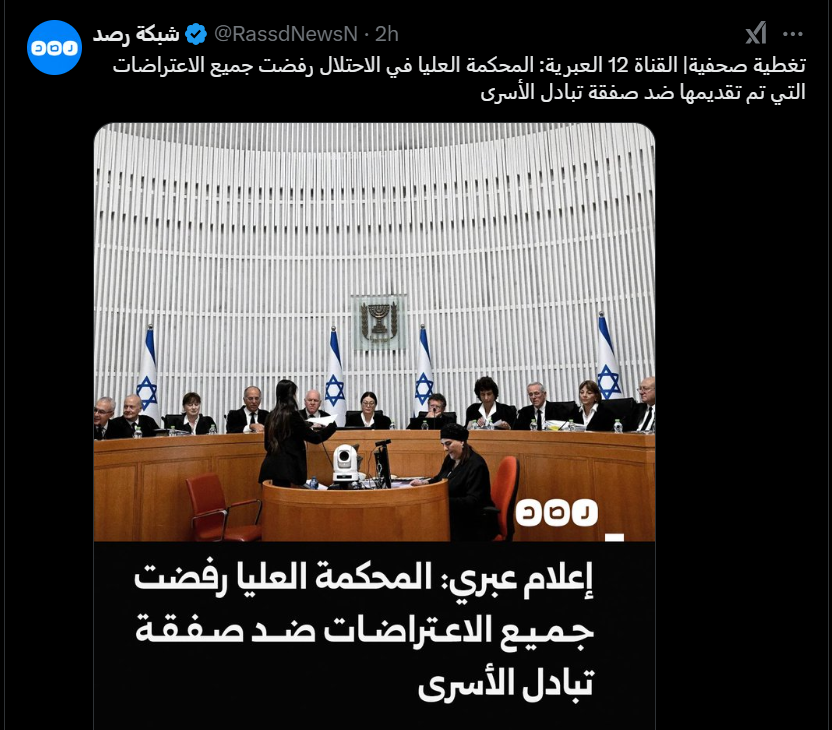 شبكة رصد @RassdNewsN · 2h
تغطية صحفية| القناة 12 العبرية: المحكمة العليا في الاحتلال رفضت جميع الاعتراضات
التي تم تقديمها ضد صفقة تبادل الأسرى
رصد
إعلام عبري: المحكمة العليا رفضت
جميع الاعتراضات ضد صفقة
تبادل الأسرى